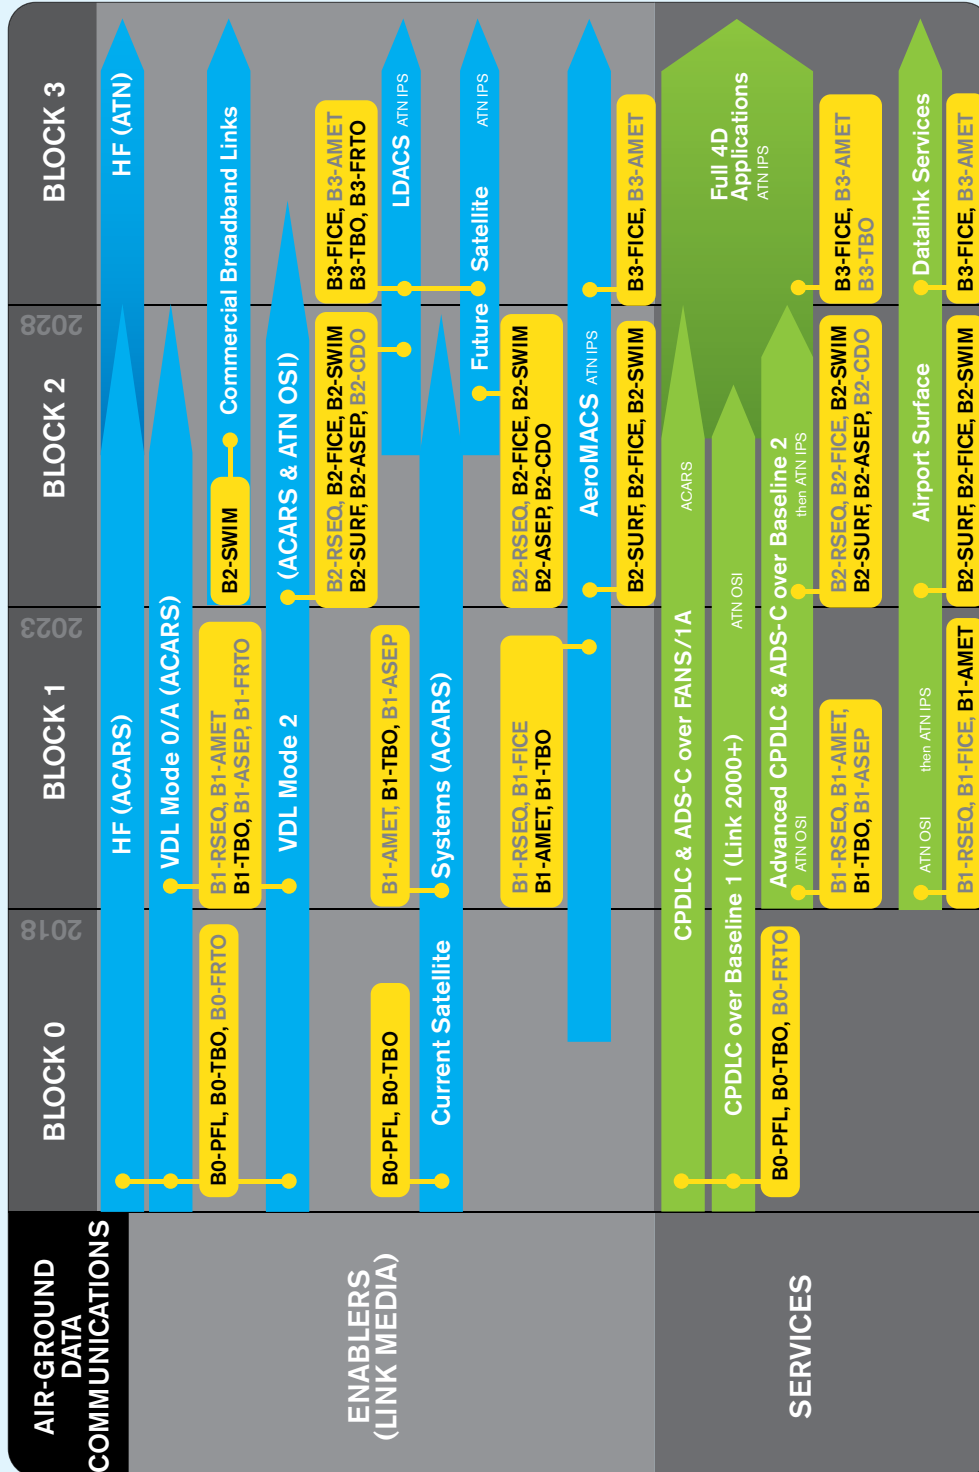 AIR-GROUND
DATA
COMMUNICATIONS
BLOCK 0
2018
BLOCK 1
2023
BLOCK 2
2028
BLOCK 3
ENABLERS
(LINK MEDIA)
HF (ACARS)
HF (ATN)
VDL Mode 0/A (ACARS)
B0-PFL, B0-TBO, B0-FRTO
B1-RSEQ, B1-AMET
B1-TBO, B1-ASEP, B1-FRTO
B2-SWIM
Commercial Broadband Links
VDL Mode 2
(ACARS & ATN OSI)
B2-RSEQ, B2-FICE, B2-SWIM
B2-SURF, B2-ASEP, B2-CDO
B3-FICE, B3-AMET
B3-TBO, B3-FRTO
LDACS ATN IPS
B0-PFL, B0-TBO
B1-AMET, B1-TBO, B1-ASEP
Current Satellite
Systems (ACARS)
Future Satellite
ATN IPS
B1-RSEQ, B1-FICE
B1-AMET, B1-TBO
B2-RSEQ, B2-FICE, B2-SWIM
B2-ASEP, B2-CDO
AeroMACS ATN IPS
B2-SURF, B2-FICE, B2-SWIM
B3-FICE, B3-AMET
SERVICES
CPDLC & ADS-C over FANS/1A
ACARS
CPDLC over Baseline 1 (Link 2000+)
ATN OSI
Full 4D
Applications
ATN IPS
B0-PFL, B0-TBO, B0-FRTO
Advanced CPDLC & ADS-C over Baseline 2
ATN OSI
then ATN IPS
B1-RSEQ, B1-AMET,
B1-TBO, B1-ASEP
B2-RSEQ, B2-FICE, B2-SWIM
B2-SURF, B2-ASEP, B2-CDO
B3-FICE, B3-AMET
B3-TBO
Airport Surface
Datalink Services
ATN OSI
then ATN IPS
B1-RSEQ, B1-FICE, B1-AMET
B2-SURF, B2-FICE, B2-SWIM
B3-FICE, B3-AMET